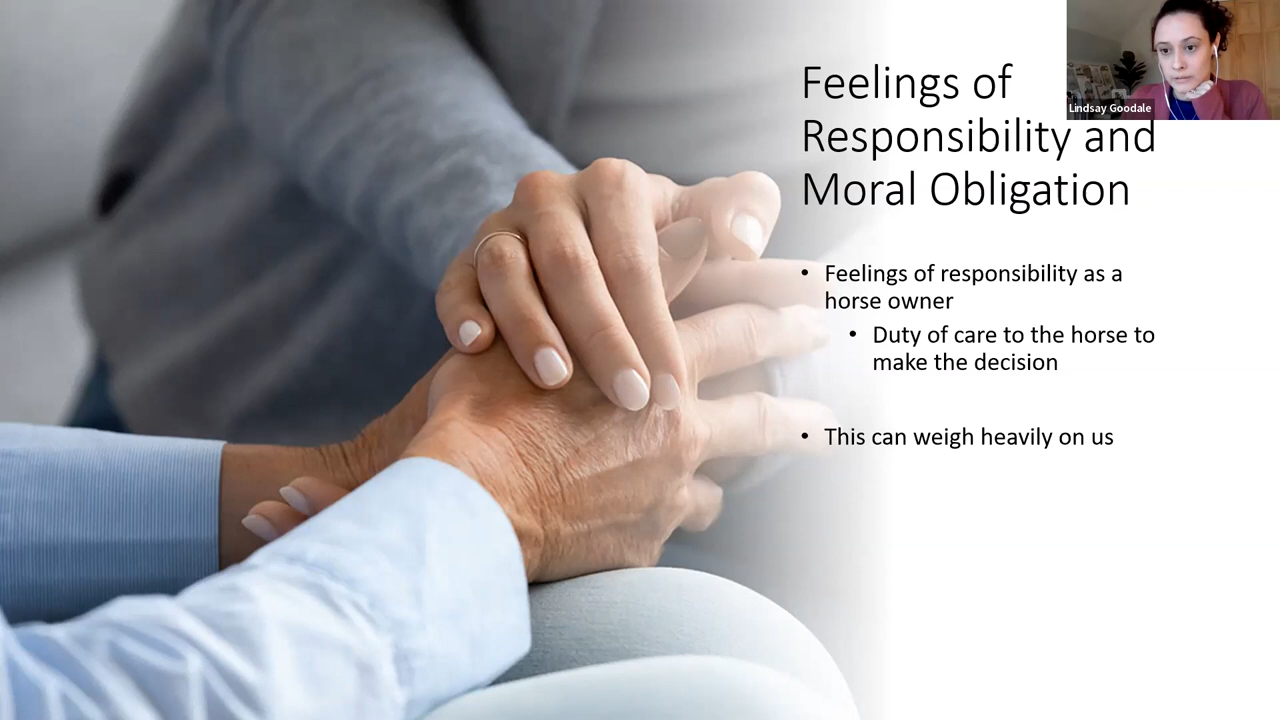 Feelings of
Responsibility and
Moral Obligation
Lindsay Goodale
• Feelings of responsibility as a
horse owner
• Duty of care to the horse to
make the decision
• This can weigh heavily on us